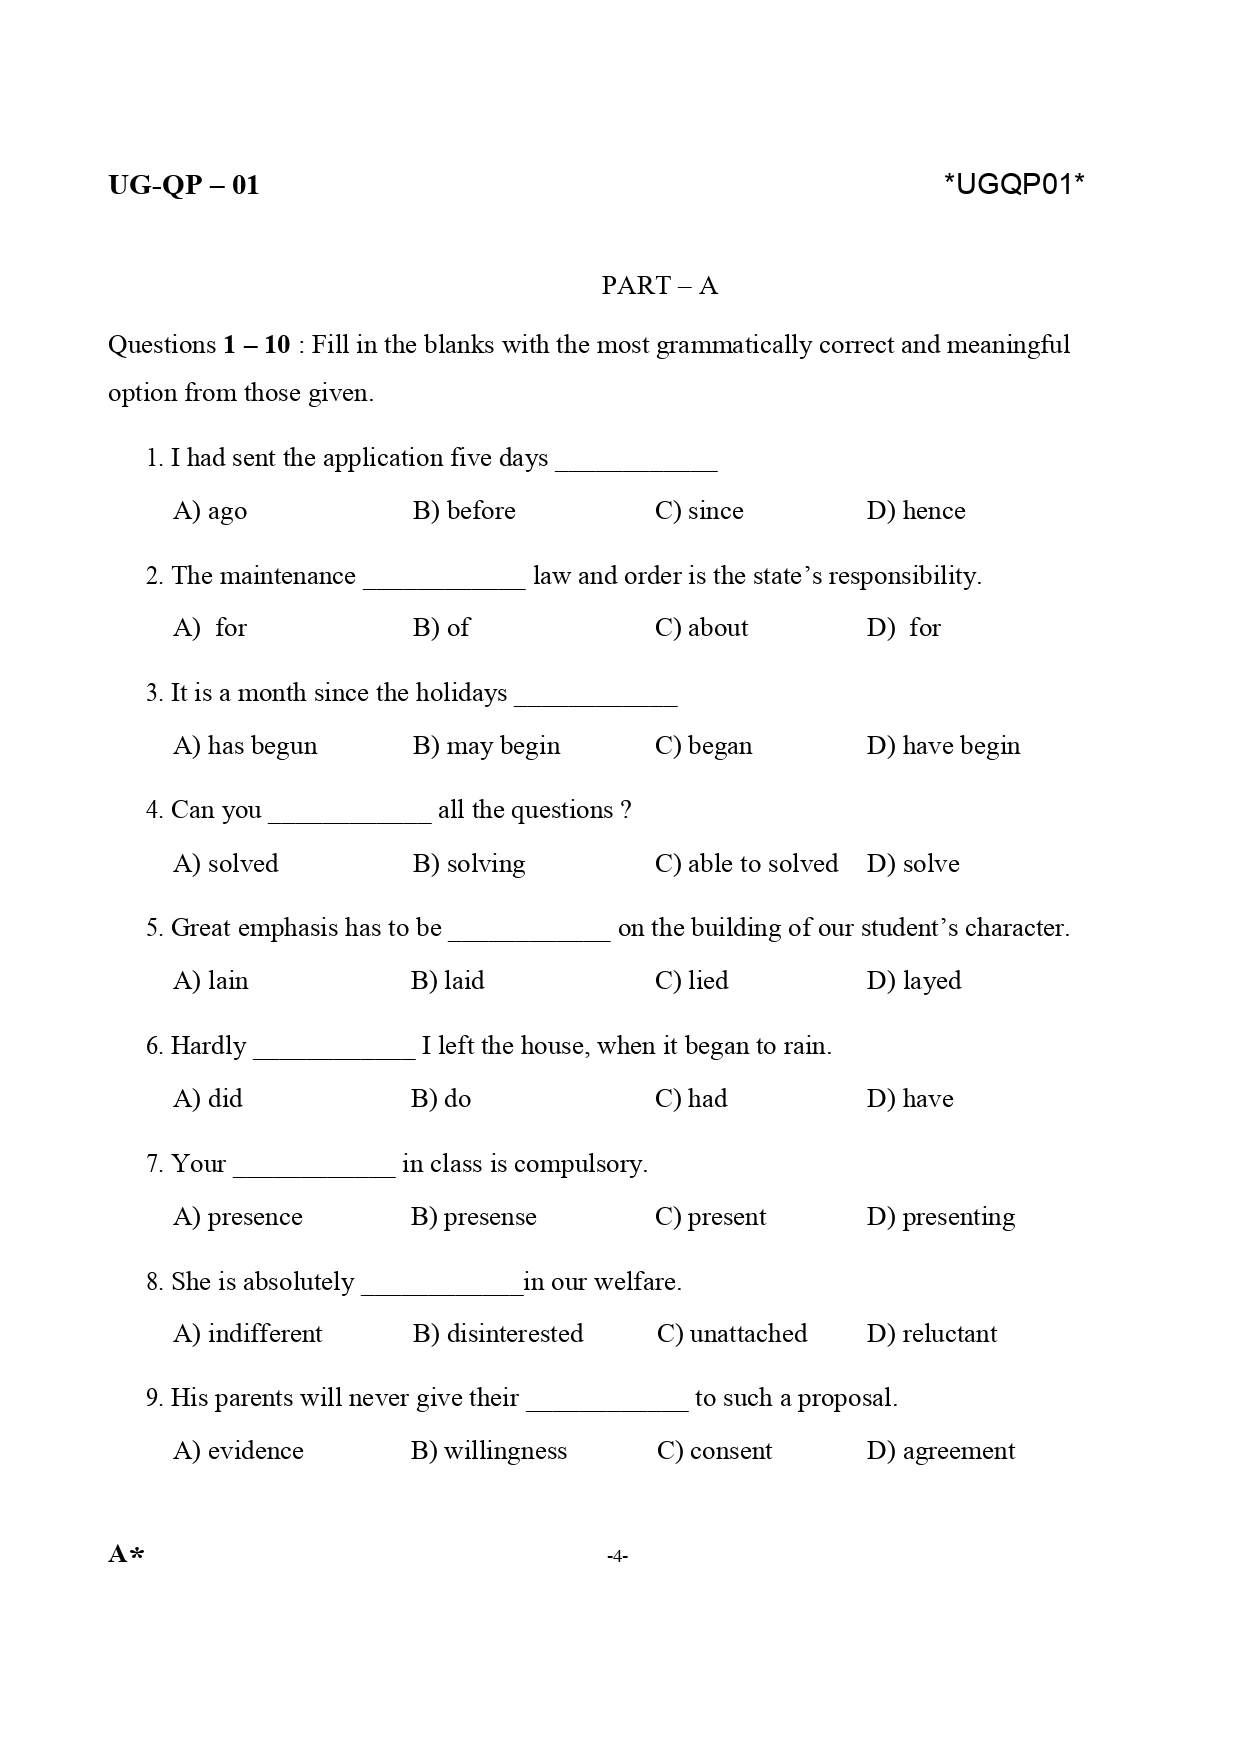 UG-QP – 01 *UGQP01*
PART – A
Questions 1 – 10 : Fill in the blanks with the most grammatically correct and meaningful
option from those given.
1. I had sent the application five days ____________
A) ago B) before C) since D) hence
2. The maintenance ____________ law and order is the state’s responsibility.
A) for B) of C) about D) for
3. It is a month since the holidays ____________
A) has begun B) may begin C) began D) have begin
4. Can you ____________ all the questions ?
A) solved B) solving C) able to solved D) solve
5. Great emphasis has to be ____________ on the building of our student’s character.
A) lain B) laid C) lied D) layed
6. Hardly ____________ I left the house, when it began to rain.
A) did B) do C) had D) have
7. Your ____________ in class is compulsory.
A) presence B) presense C) present D) presenting
8. She is absolutely ____________in our welfare.
A) indifferent B) disinterested C) unattached D) reluctant
9. His parents will never give their ____________ to such a proposal.
A) evidence B) willingness C) consent D) agreement
A* -4-